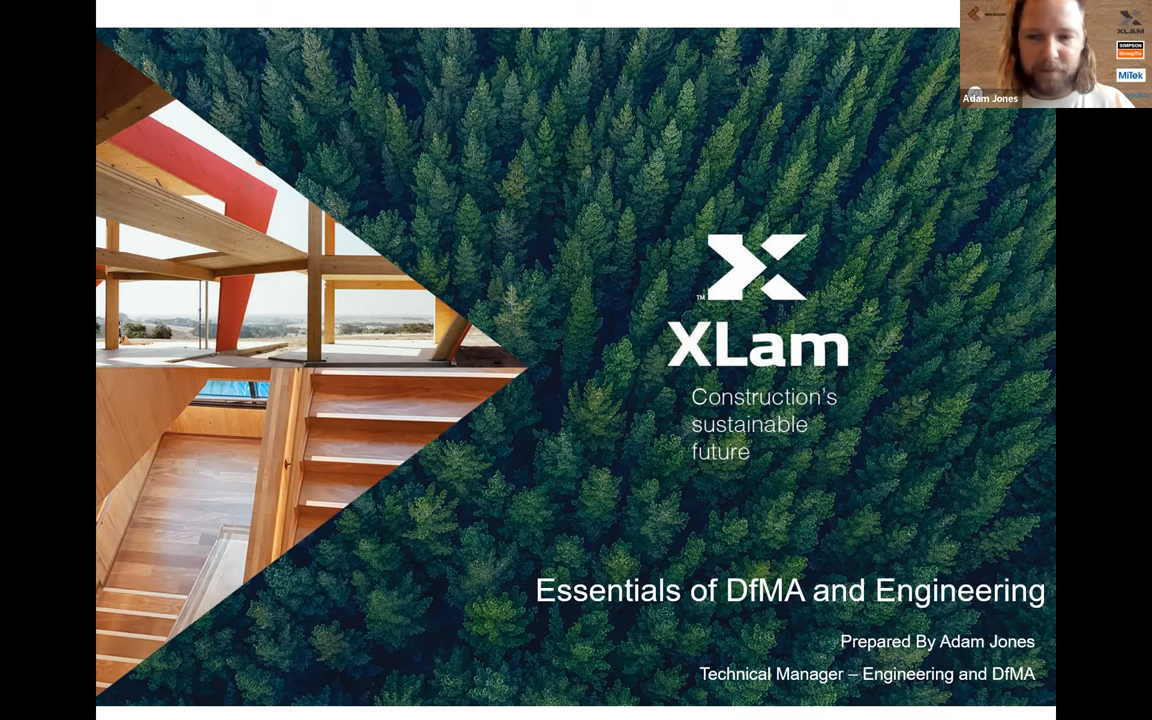 XLAM
SIMPSON
Strong-Tie
MiTek
Adam Jones
TM
XLam
Construction's
sustainable
future
Essentials of DfMA and Engineering
Prepared By Adam Jones
Technical Manager – Engineering and DfMA